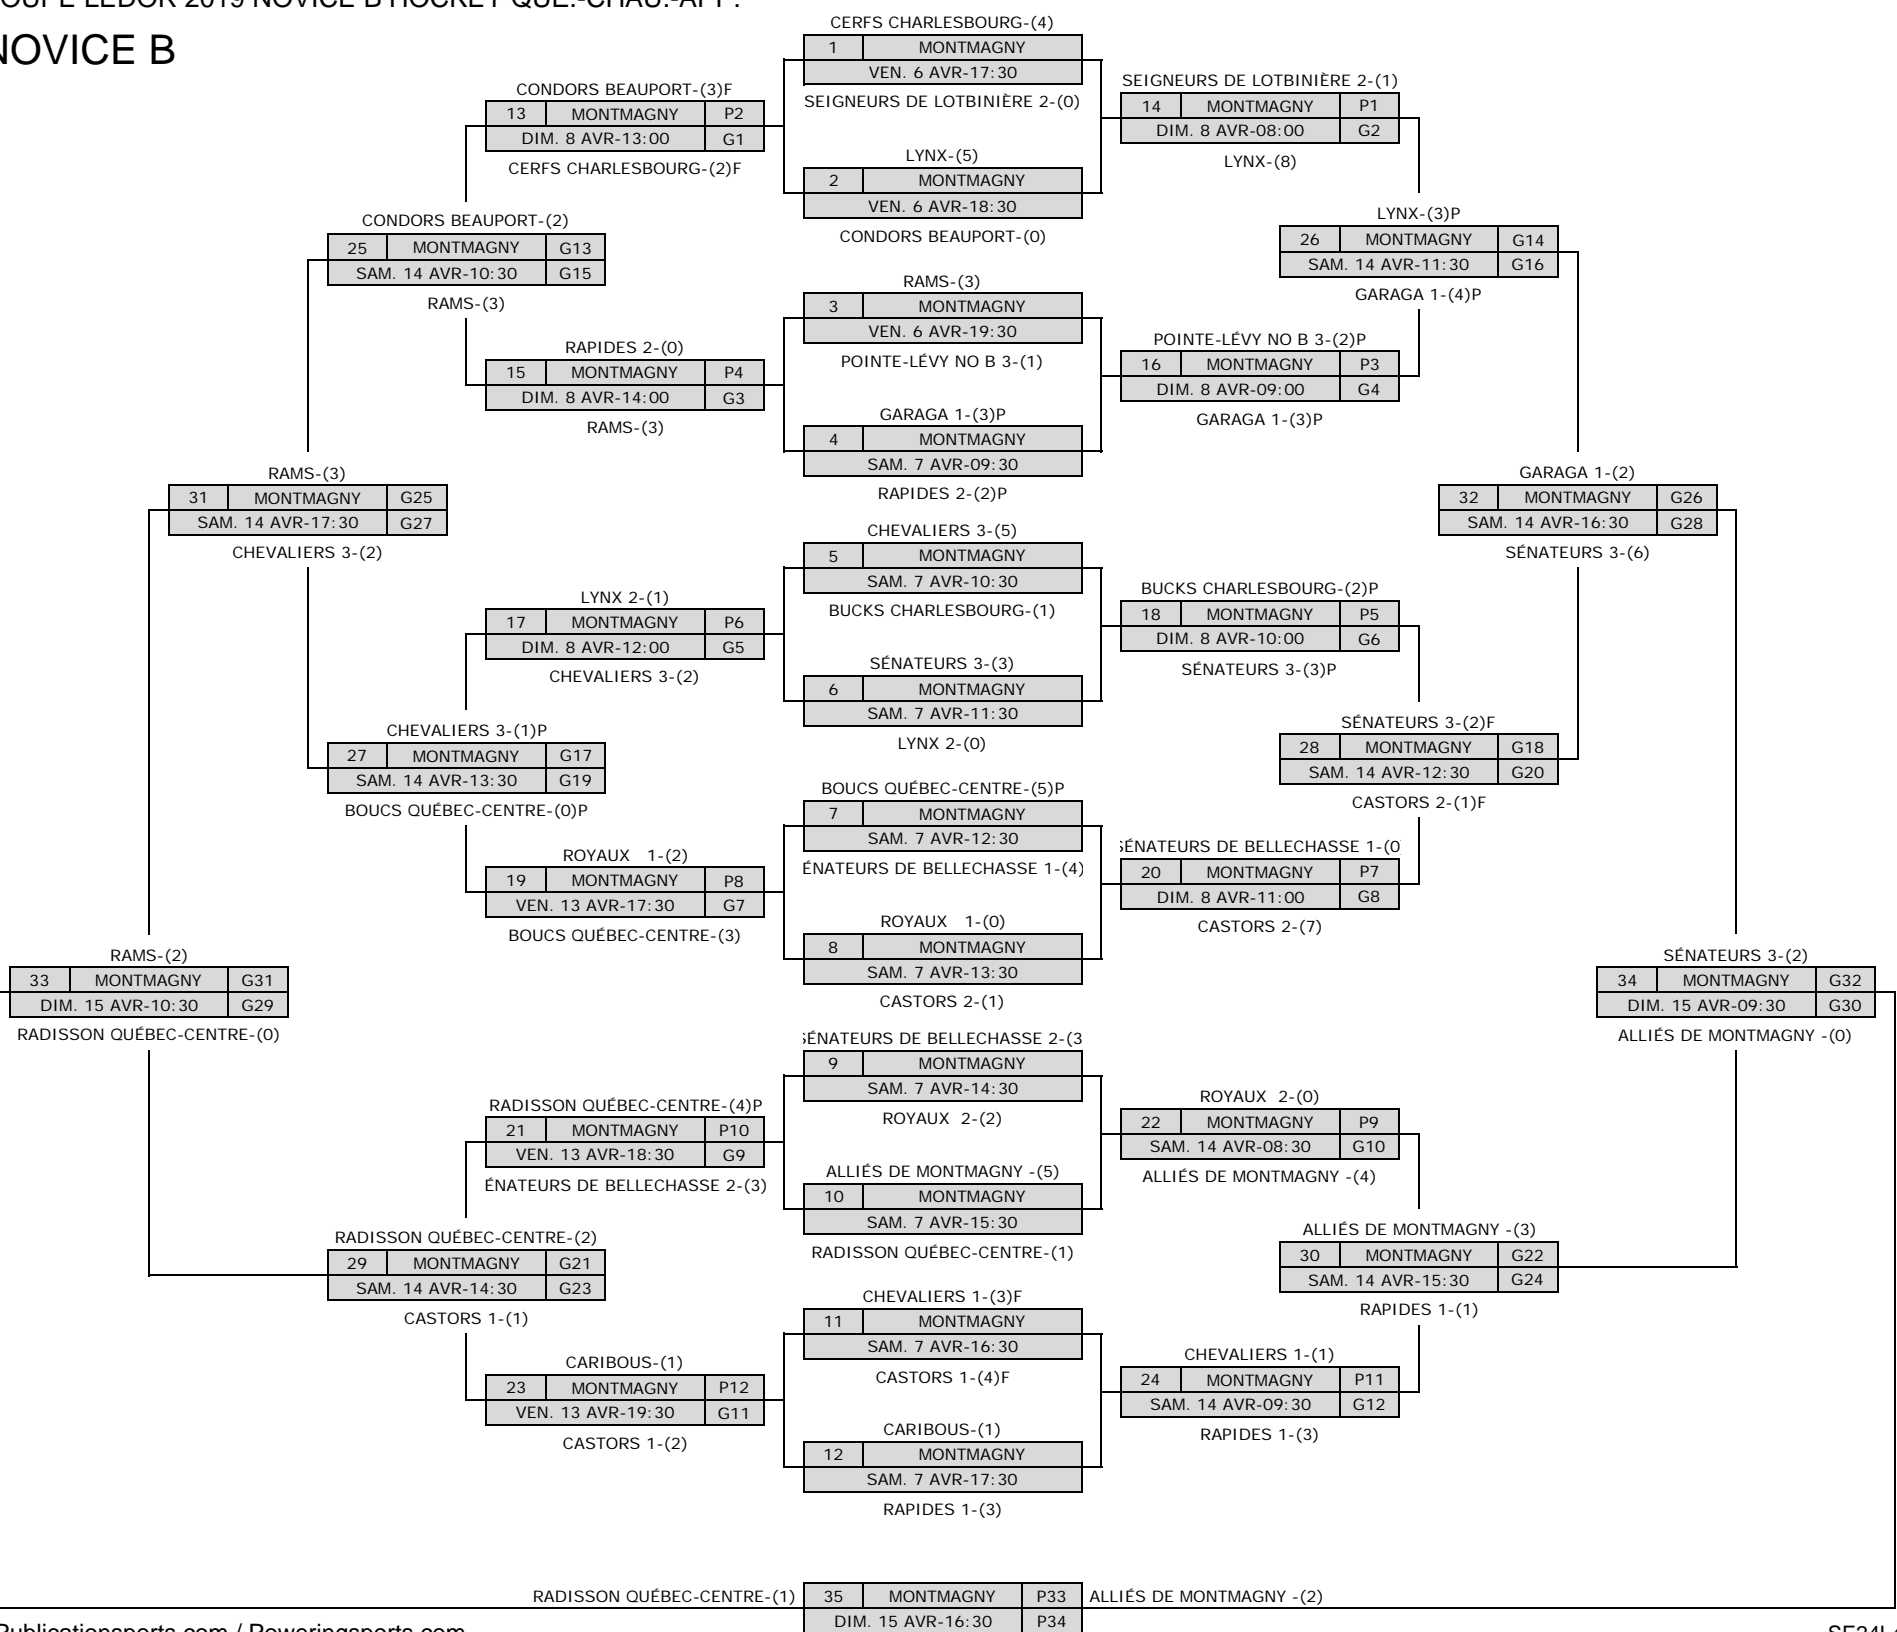 NOVICE B
CERFS CHARLESBOURG-(4)
1 MONTMAGNY
VEN. 6 AVR-17:30
SEIGNEURS DE LOTBINIÈRE 2-(0)
LYNX-(5)
2 MONTMAGNY
VEN. 6 AVR-18:30
CONDORS BEAUPORT-(0)
RAMS-(3)
3 MONTMAGNY
VEN. 6 AVR-19:30
POINTE-LÉVY NO B 3-(1)
GARAGA 1-(3)P
4 MONTMAGNY
SAM. 7 AVR-09:30
RAPIDES 2-(2)P
CHEVALIERS 3-(5)
5 MONTMAGNY
SAM. 7 AVR-10:30
BUCKS CHARLESBOURG-(1)
SÉNATEURS 3-(3)
6 MONTMAGNY
SAM. 7 AVR-11:30
LYNX 2-(0)
BOUCS QUÉBEC-CENTRE-(5)P
7 MONTMAGNY
SAM. 7 AVR-12:30
ÉNATEURS DE BELLECHASSE 1-(4)
ROYAUX 1-(0)
8 MONTMAGNY
SAM. 7 AVR-13:30
CASTORS 2-(1)
SÉNATEURS DE BELLECHASSE 2-(3
9 MONTMAGNY
SAM. 7 AVR-14:30
ROYAUX 2-(2)
ALLIÉS DE MONTMAGNY -(5)
10 MONTMAGNY
SAM. 7 AVR-15:30
RADISSON QUÉBEC-CENTRE-(1)
CHEVALIERS 1-(3)F
11 MONTMAGNY
SAM. 7 AVR-16:30
CASTORS 1-(4)F
CARIBOUS-(1)
12 MONTMAGNY
SAM. 7 AVR-17:30
RAPIDES 1-(3)
CONDORS BEAUPORT-(3)F
13 MONTMAGNY P2
DIM. 8 AVR-13:00 G1
CERFS CHARLESBOURG-(2)F
RAPIDES 2-(0)
15 MONTMAGNY P4
DIM. 8 AVR-14:00 G3
RAMS-(3)
LYNX 2-(1)
17 MONTMAGNY P6
DIM. 8 AVR-12:00 G5
CHEVALIERS 3-(2)
ROYAUX 1-(2)
19 MONTMAGNY P8
VEN. 13 AVR-17:30 G7
BOUCS QUÉBEC-CENTRE-(3)
RADISSON QUÉBEC-CENTRE-(4)P
21 MONTMAGNY P10
VEN. 13 AVR-18:30 G9
ÉNATEURS DE BELLECHASSE 2-(3)
CARIBOUS-(1)
23 MONTMAGNY P12
VEN. 13 AVR-19:30 G11
CASTORS 1-(2)
CONDORS BEAUPORT-(2)
25 MONTMAGNY G13
SAM. 14 AVR-10:30 G15
RAMS-(3)
CHEVALIERS 3-(1)P
27 MONTMAGNY G17
SAM. 14 AVR-13:30 G19
BOUCS QUÉBEC-CENTRE-(0)P
RADISSON QUÉBEC-CENTRE-(2)
29 MONTMAGNY G21
SAM. 14 AVR-14:30 G23
CASTORS 1-(1)
RAMS-(3)
31 MONTMAGNY G25
SAM. 14 AVR-17:30 G27
CHEVALIERS 3-(2)
RAMS-(2)
33 MONTMAGNY G31
DIM. 15 AVR-10:30 G29
RADISSON QUÉBEC-CENTRE-(0)
SEIGNEURS DE LOTBINIÈRE 2-(1)
14 MONTMAGNY P1
DIM. 8 AVR-08:00 G2
LYNX-(8)
POINTE-LÉVY NO B 3-(2)P
16 MONTMAGNY P3
DIM. 8 AVR-09:00 G4
GARAGA 1-(3)P
BUCKS CHARLESBOURG-(2)P
18 MONTMAGNY P5
DIM. 8 AVR-10:00 G6
SÉNATEURS 3-(3)P
SÉNATEURS DE BELLECHASSE 1-(0
20 MONTMAGNY P7
DIM. 8 AVR-11:00 G8
CASTORS 2-(7)
ROYAUX 2-(0)
22 MONTMAGNY P9
SAM. 14 AVR-08:30 G10
ALLIÉS DE MONTMAGNY -(4)
CHEVALIERS 1-(1)
24 MONTMAGNY P11
SAM. 14 AVR-09:30 G12
RAPIDES 1-(3)
LYNX-(3)P
26 MONTMAGNY G14
SAM. 14 AVR-11:30 G16
GARAGA 1-(4)P
SÉNATEURS 3-(2)F
28 MONTMAGNY G18
SAM. 14 AVR-12:30 G20
CASTORS 2-(1)F
ALLIÉS DE MONTMAGNY -(3)
30 MONTMAGNY G22
SAM. 14 AVR-15:30 G24
RAPIDES 1-(1)
GARAGA 1-(2)
32 MONTMAGNY G26
SAM. 14 AVR-16:30 G28
SÉNATEURS 3-(6)
SÉNATEURS 3-(2)
34 MONTMAGNY G32
DIM. 15 AVR-09:30 G30
ALLIÉS DE MONTMAGNY -(0)
RADISSON QUÉBEC-CENTRE-(1) 35 MONTMAGNY P33 ALLIÉS DE MONTMAGNY -(2)
DIM. 15 AVR-16:30 P34